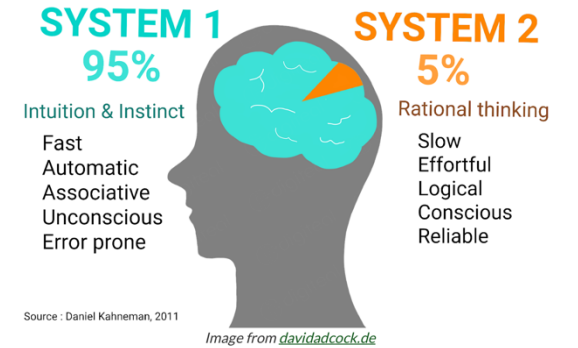 SYSTEM 1
95%
Intuition & Instinct
Fast
Automatic
Associative
Unconscious
Error prone
SYSTEM 2
5%
Rational thinking
Slow
Effortful
Logical
Conscious
Reliable
Source : Daniel Kahneman, 2011
Image from davidadcock.de